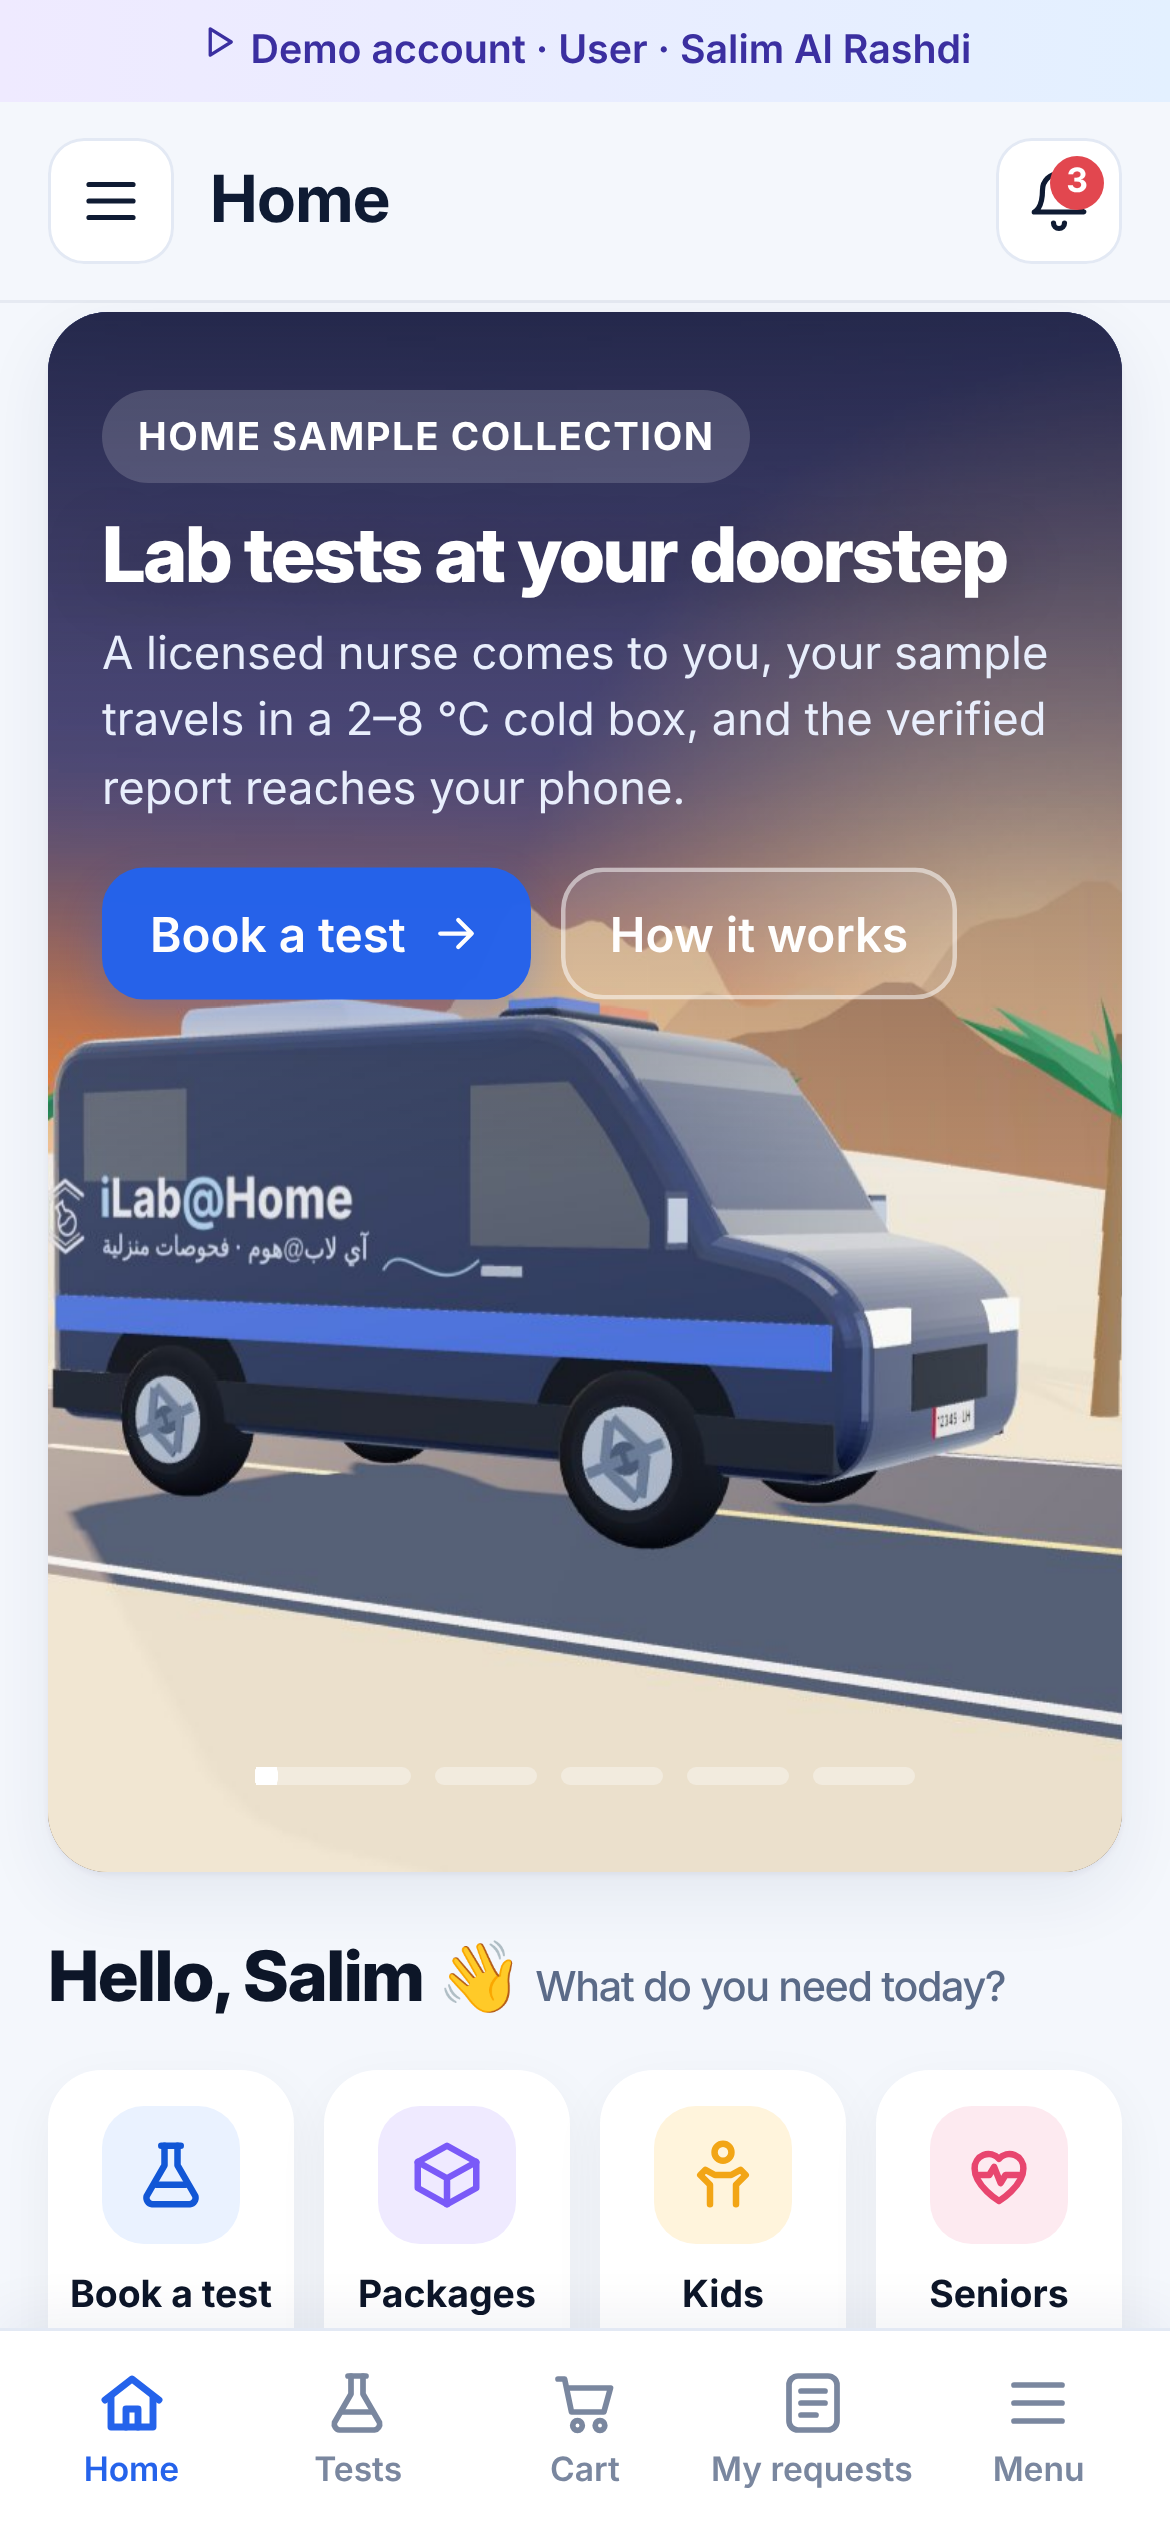 Demo account · User · Salim Al Rashdi
Home
3
HOME SAMPLE COLLECTION
Lab tests at your doorstep
A licensed nurse comes to you, your sample
travels in a 2–8 °C cold box, and the verified
report reaches your phone.
Book a test →
How it works
iLab@Home
آي لاب@هوم · فحوصات منزلية
Hello, Salim 👋 What do you need today?
Book a test
Packages
Kids
Seniors
Home
Tests
Cart
My requests
Menu